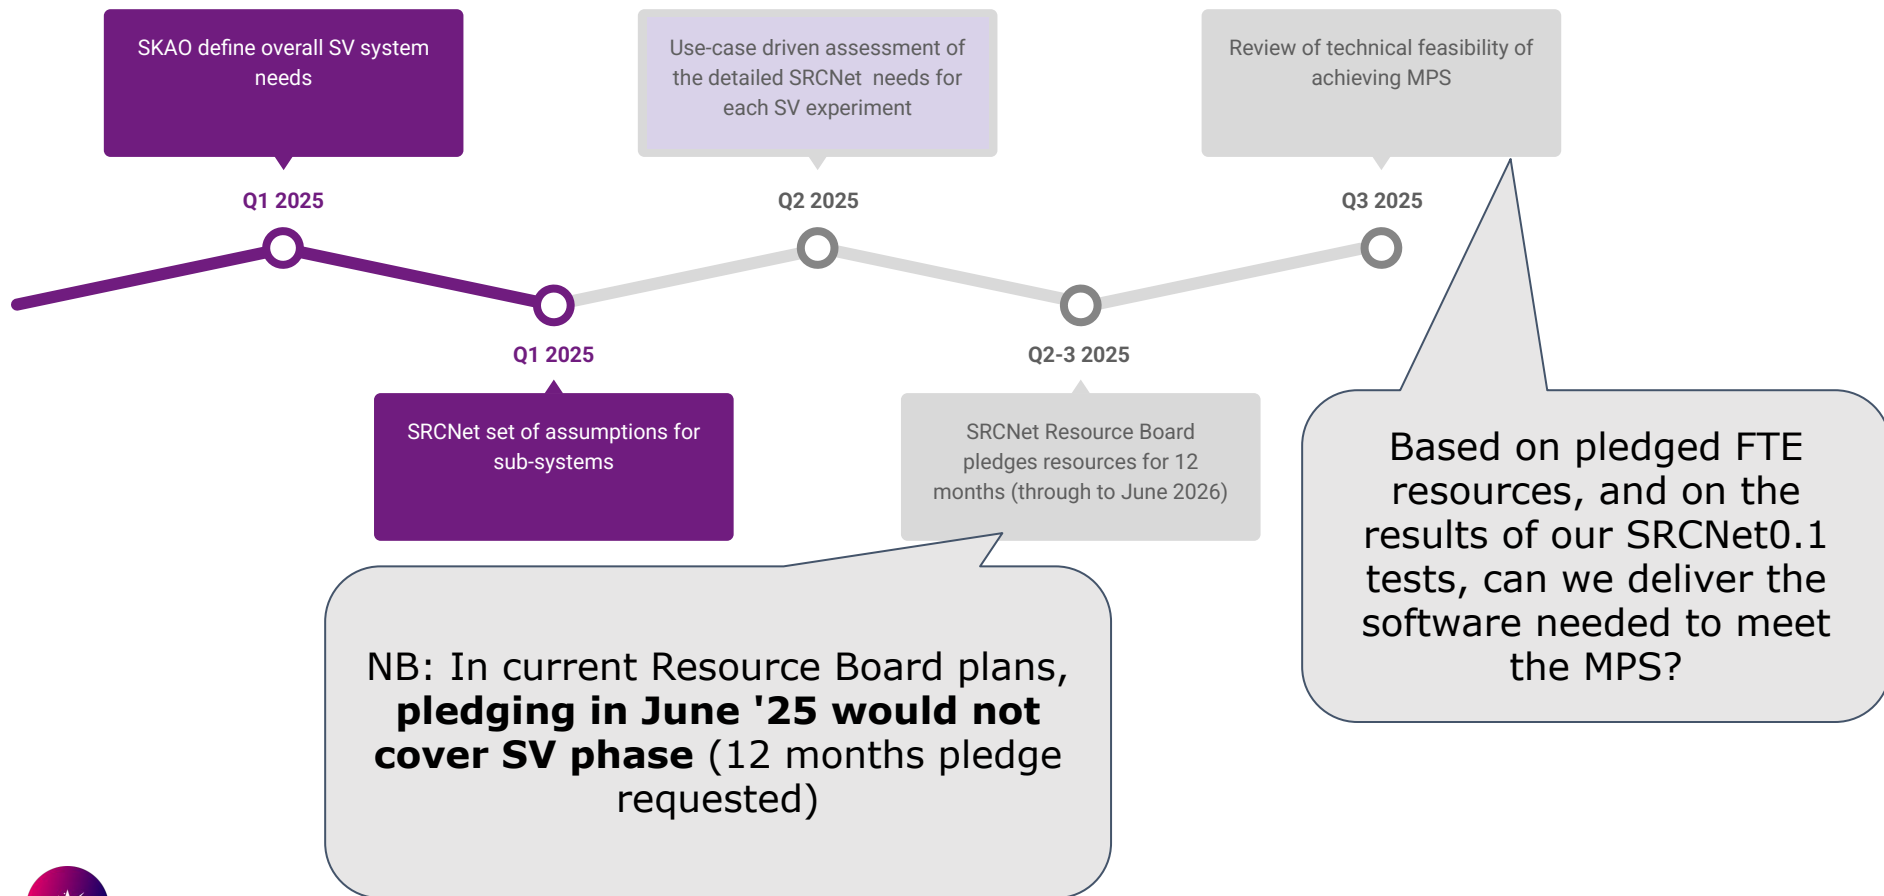 SKAO define overall SV system
needs
Use-case driven assessment of
the detailed SRCNet needs for
each SV experiment
Review of technical feasibility of
achieving MPS
Q1 2025
Q2 2025
Q3 2025
Q1 2025
Q2-3 2025
SRCNet set of assumptions for
sub-systems
SRCNet Resource Board
pledges resources for 12
months (through to June 2026)
Based on pledged FTE
resources, and on the
results of our SRCNet0.1
tests, can we deliver the
software needed to meet
the MPS?
NB: In current Resource Board plans,
pledging in June '25 would not
cover SV phase (12 months pledge
requested)